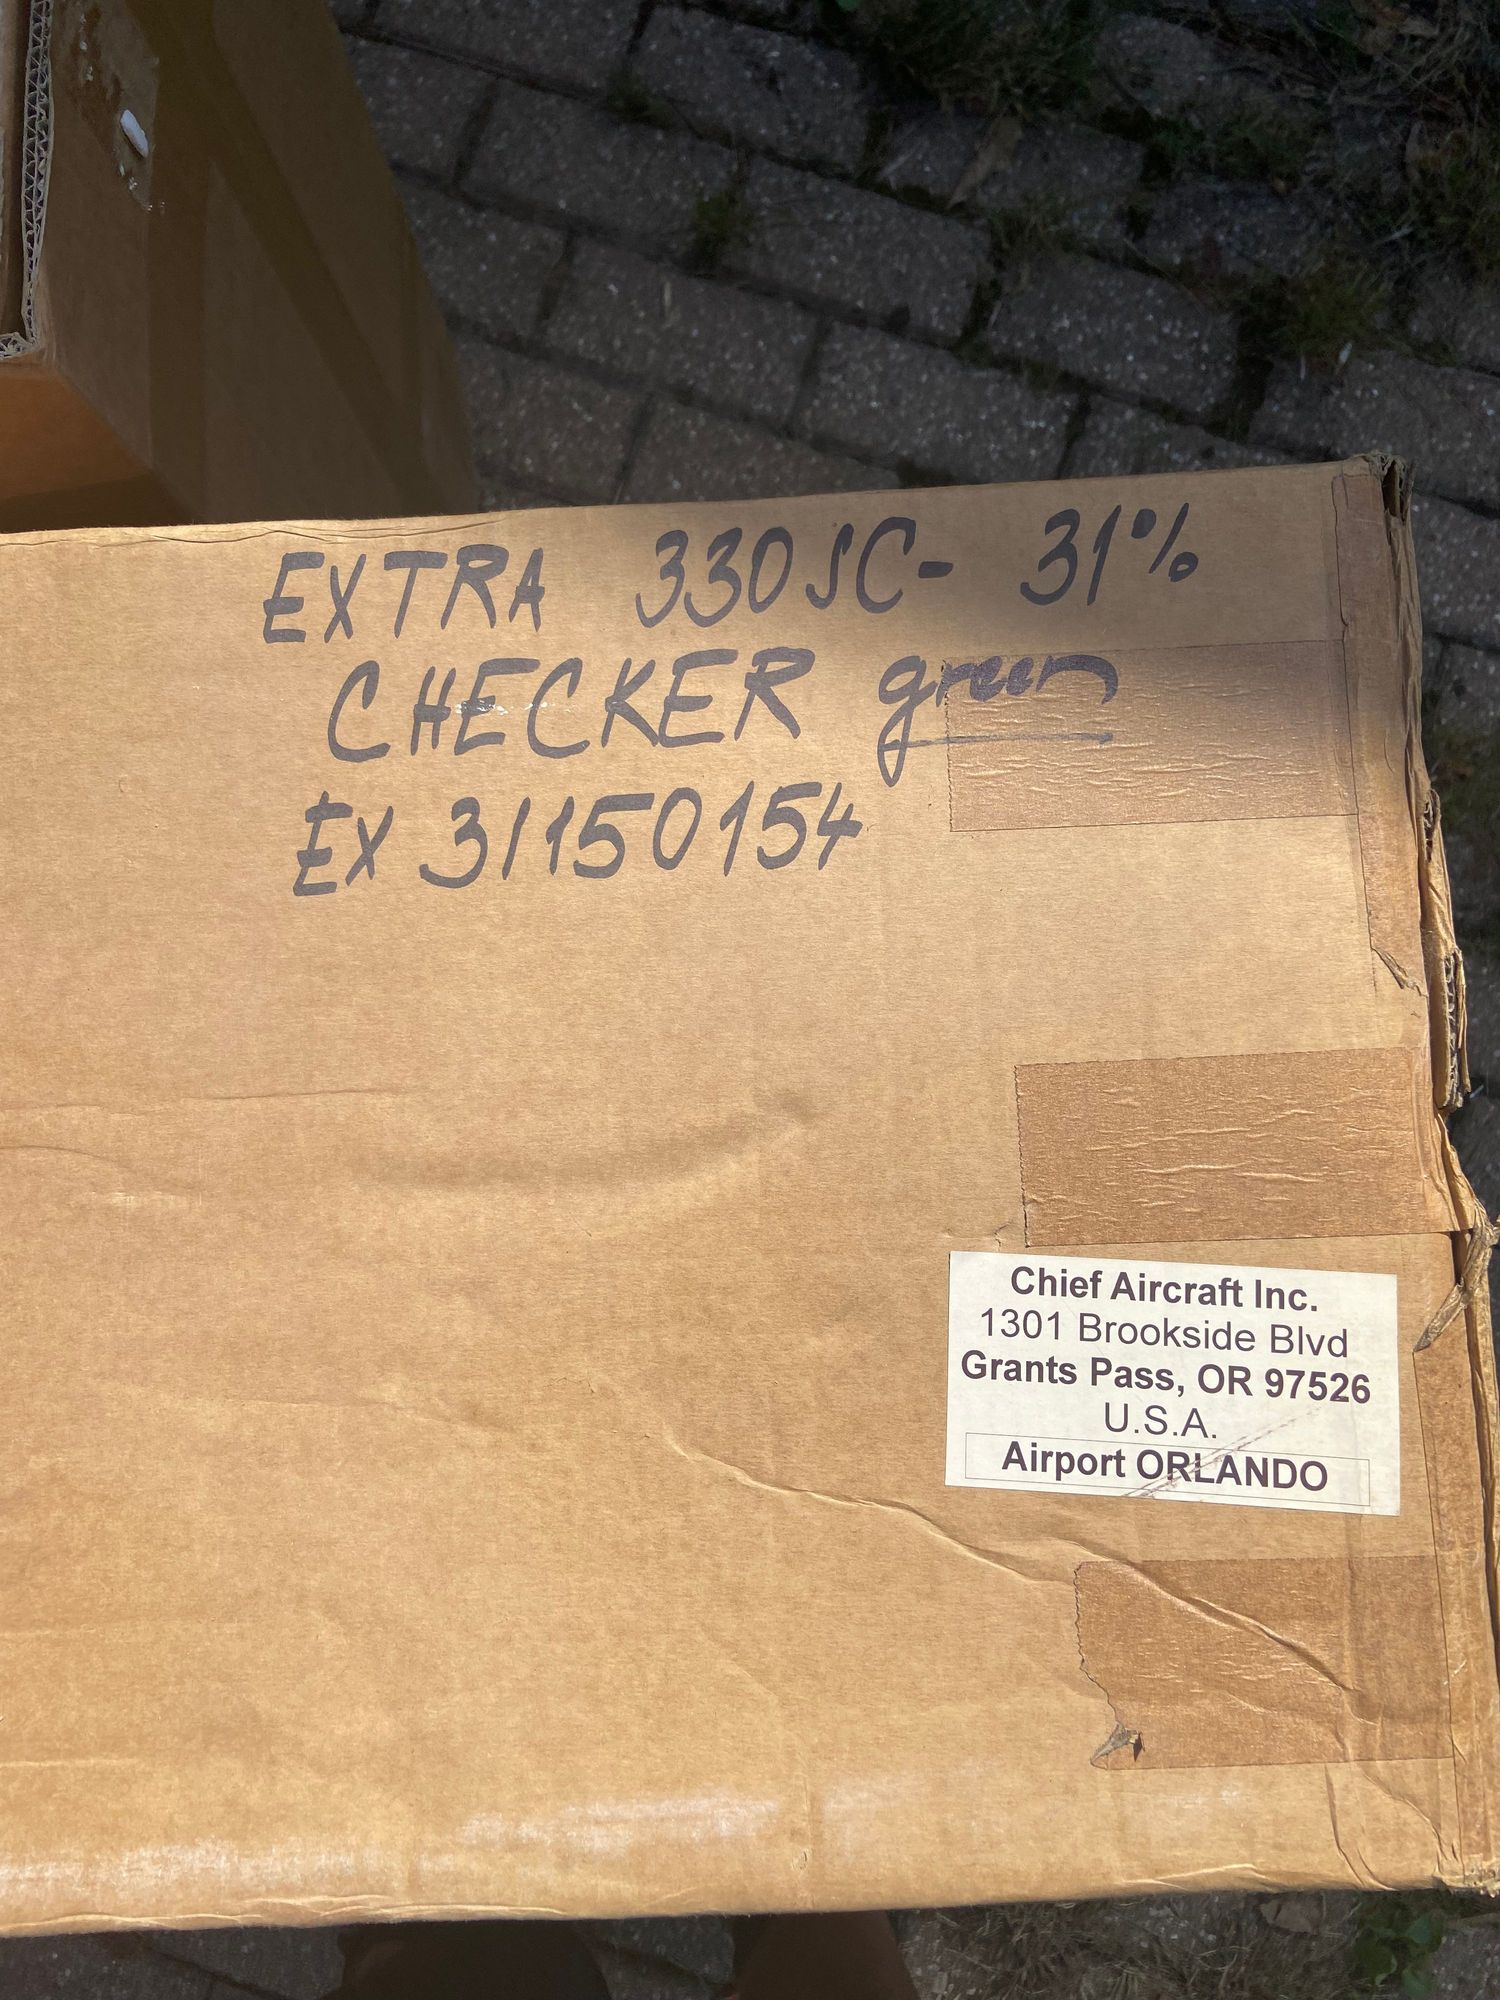 EXTRA 330SC- 31%
CHECKER green
EX 31150154
Chief Aircraft Inc.
1301 Brookside Blvd
Grants Pass, OR 97526
U.S.A.
Airport ORLANDO